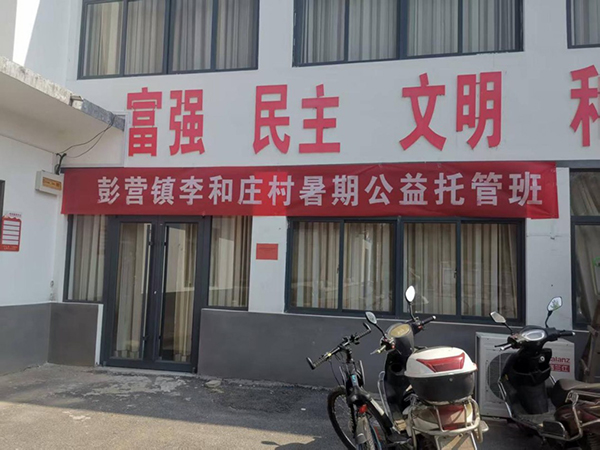 富强 民主 文明 和
彭营镇李和庄村暑期公益托管班